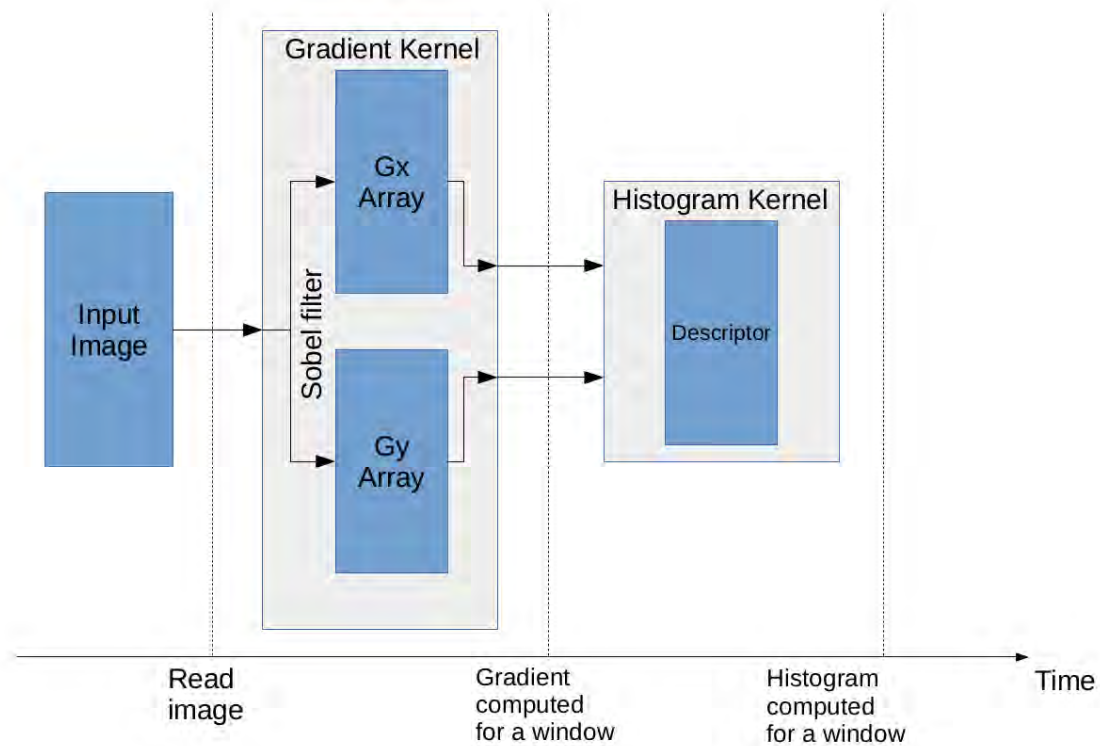 Gradient Kernel
Gx
Array
Histogram Kernel
Input
Image
Sobel filter
Descriptor
Gy
Array
Read
image
Gradient
computed
for a window
Histogram
computed
for a window
Time